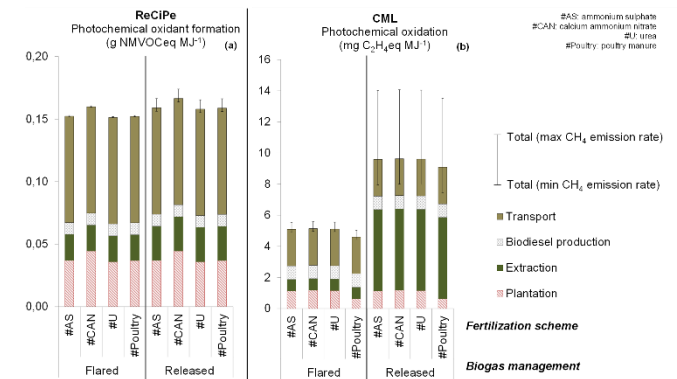 ReCiPe
Photochemical oxidant formation
(g NMVOCeq MJ⁻¹)
(a)
0,20
0,15
0,10
0,05
0,00
#AS
#CAN
#U
#Poultry
#AS
#CAN
#U
#Poultry
Flared
Released
CML
Photochemical oxidation
(mg C₂H₄eq MJ⁻¹)
(b)
16
14
12
10
8
6
4
2
0
#AS
#CAN
#U
#Poultry
#AS
#CAN
#U
#Poultry
Flared
Released
#AS: ammonium sulphate
#CAN: calcium ammonium nitrate
#U: urea
#Poultry: poultry manure
Total (max CH₄ emission rate)
Total (min CH₄ emission rate)
Transport
Biodiesel production
Extraction
Plantation
Fertilization scheme
Biogas management